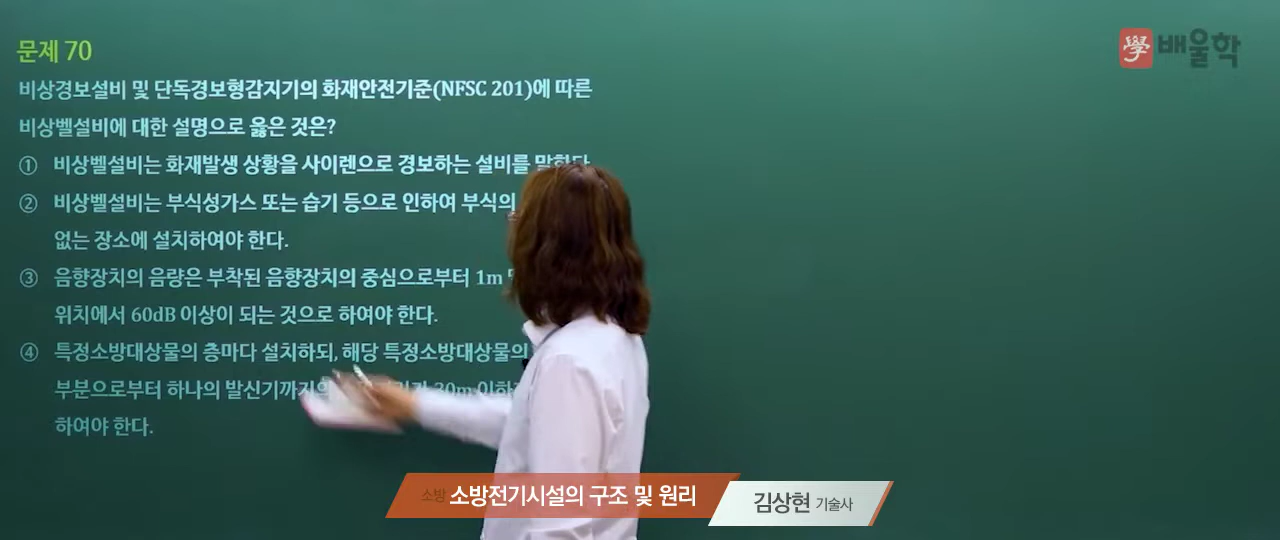 문제 70
學 배울학
비상경보설비 및 단독경보형감지기의 화재안전기준(NFSC 201)에 따른
비상벨설비에 대한 설명으로 옳은 것은?
① 비상벨설비는 화재발생 상황을 사이렌으로 경보하는 설비를 말한다.
② 비상벨설비는 부식성가스 또는 습기 등으로 인하여 부식의
없는 장소에 설치하여야 한다.
③ 음향장치의 음량은 부착된 음향장치의 중심으로부터 1m
위치에서 60dB 이상이 되는 것으로 하여야 한다.
④ 특정소방대상물의 층마다 설치하되, 해당 특정소방대상물의
부분으로부터 하나의 발신기까지의 30m
하여야 한다.
소방 소방전기시설의 구조 및 원리
김상현 기술사